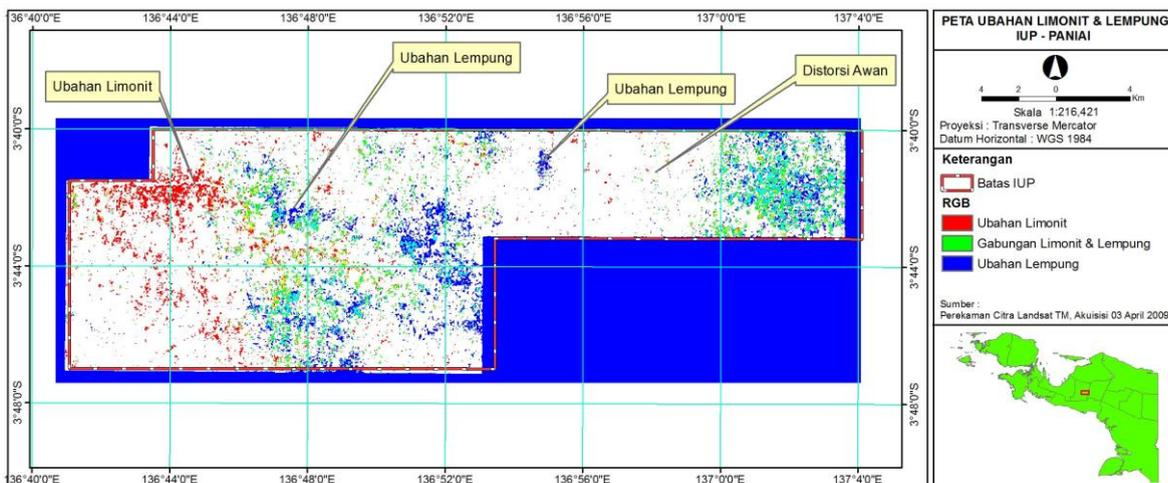 136°40'0"
136°44'0"
136°48'0"
136°52'0"
136°56'0"
137°0'0"
137°4'0"
Ubahan Limonit
Ubahan Lempung
Ubahan Lempung
Distorsi Awan
3°40'0"S
3°44'0"S
3°48'0"S
3°40'0"S
3°44'0"S
3°48'0"S
136°40'0"E
136°44'0"E
136°48'0"E
136°52'0"E
136°56'0"E
137°0'0"E
137°4'0"E
PETA UBAHAN LIMONIT & LEMPUNG
IUP - PANIAI
4 0 4
Km
Skala 1:216,421
Proyeksi : Transverse Mercator
Datum Horizontal : WGS 1984
Keterangan
Batas IUP
RGB
Ubahan Limonit
Gabungan Limonit & Lempung
Ubahan Lempung
Sumber :
Perekaman Citra Landsat TM, Akuisisi 03 April 2009